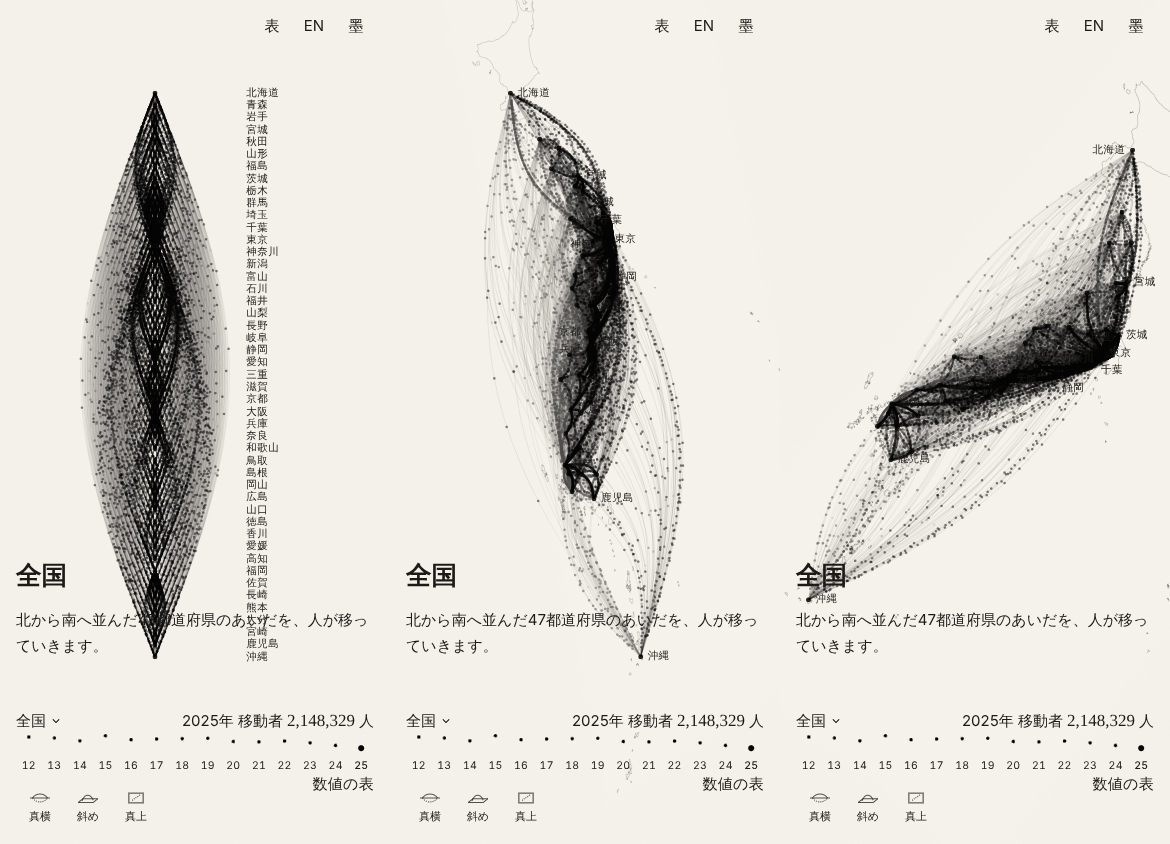 表 EN 墨
北海道
青森
岩手
宮城
秋田
山形
福島
茨城
栃木
群馬
埼玉
千葉
東京
神奈川
新潟
富山
石川
福井
山梨
長野
岐阜
静岡
愛知
三重
滋賀
京都
大阪
兵庫
奈良
和歌山
鳥取
島根
岡山
広島
山口
徳島
香川
愛媛
高知
福岡
佐賀
長崎
熊本
宮崎
鹿児島
沖縄
全国
北から南へ並んだ47都道府県のあいだを、人が移っ
ていきます。
全国
2025年 移動者 2,148,329 人
12 13 14 15 16 17 18 19 20 21 22 23 24 25
数値の表
真横 斜め 真上
表 EN 墨
北海道
東京
鹿児島
沖縄
全国
北から南へ並んだ47都道府県のあいだを、人が移っ
ていきます。
全国
2025年 移動者 2,148,329 人
12 13 14 15 16 17 18 19 20 21 22 23 24 25
数値の表
真横 斜め 真上
表 EN 墨
北海道
宮城
茨城
千葉
静岡
鹿児島
沖縄
全国
北から南へ並んだ47都道府県のあいだを、人が移っ
ていきます。
全国
2025年 移動者 2,148,329 人
12 13 14 15 16 17 18 19 20 21 22 23 24 25
数値の表
真横 斜め 真上